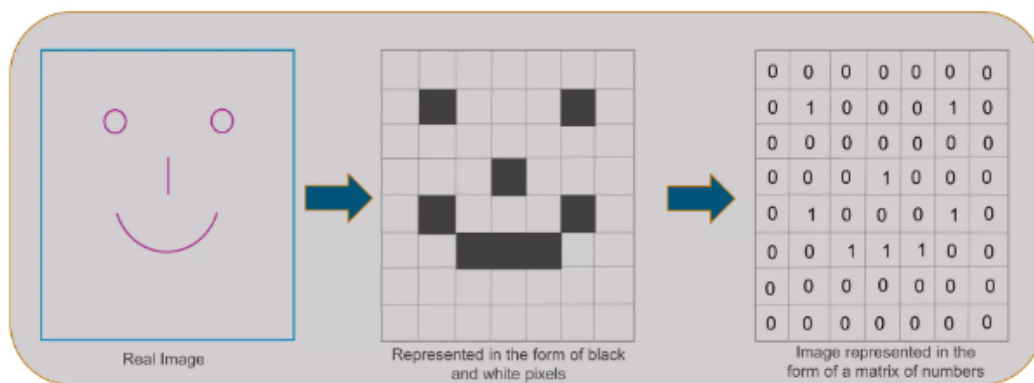 0 0 0 0 0 0 0
0 1 0 0 0 1 0
0 0 0 0 0 0 0
0 0 0 1 0 0 0
0 1 0 0 0 1 0
0 0 1 1 1 0 0
0 0 0 0 0 0 0
0 0 0 0 0 0 0
Real Image
Represented in the form of black
and white pixels
Image represented in the
form of a matrix of numbers